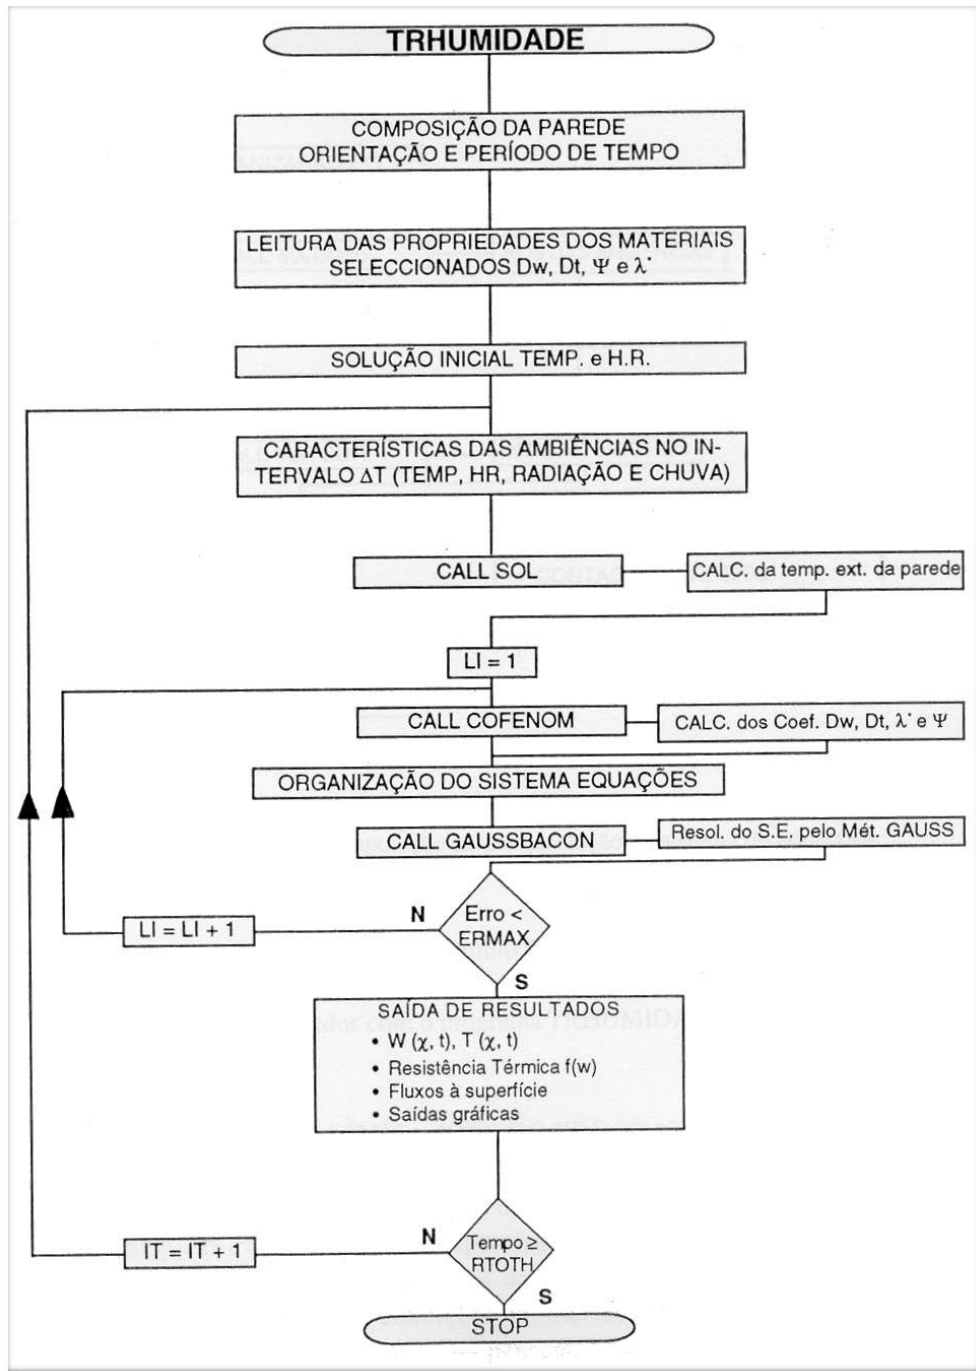 TRHUMIDADE
COMPOSIÇÃO DA PAREDE
ORIENTAÇÃO E PERÍODO DE TEMPO
LEITURA DAS PROPRIEDADES DOS MATERIAIS
SELECCIONADOS Dw, Dt, Ψ e λ*
SOLUÇÃO INICIAL TEMP. e H.R.
CARACTERÍSTICAS DAS AMBIÊNCIAS NO IN-
TERVALO ΔT (TEMP, HR, RADIAÇÃO E CHUVA)
CALL SOL
CALC. da temp. ext. da parede
LI = 1
CALL COFENOM
CALC. dos Coef. Dw, Dt, λ* e Ψ
ORGANIZAÇÃO DO SISTEMA EQUAÇÕES
CALL GAUSSBACON
Resol. do S.E. pelo Mét. GAUSS
Erro <
ERMAX
N
LI = LI + 1
S
SAÍDA DE RESULTADOS
• W (χ, t), T (χ, t)
• Resistência Térmica f(w)
• Fluxos à superfície
• Saídas gráficas
Tempo ≥
RTOTH
N
IT = IT + 1
S
STOP